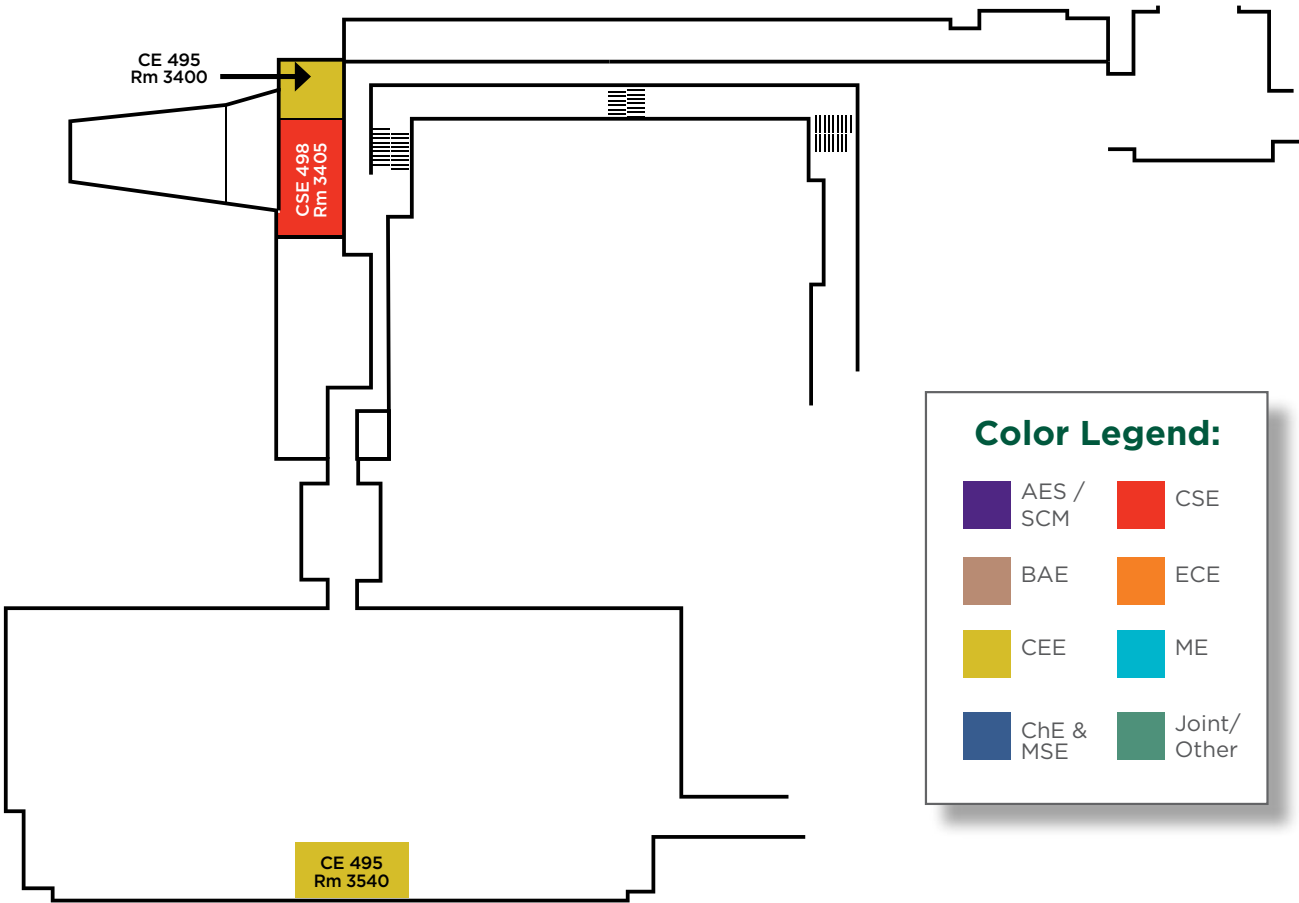 CE 495
Rm 3400
CSE 498
Rm 3405
Color Legend:
AES /
SCM
CSE
BAE
ECE
CEE
ME
ChE &
MSE
Joint/
Other
CE 495
Rm 3540